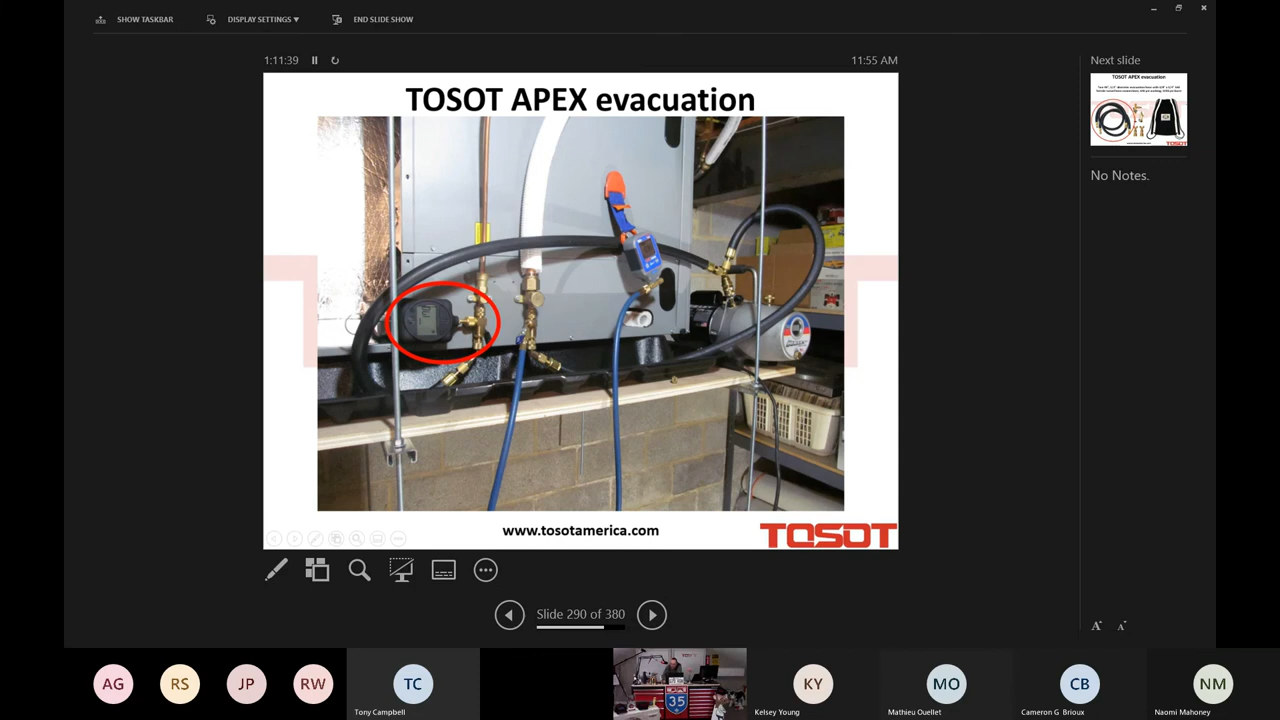 SHOW TASKBAR
DISPLAY SETTINGS ▼
END SLIDE SHOW
1:11:39
11:55 AM
TOSOT APEX evacuation
www.tosotamerica.com
TOSOT
Next slide
TOSOT APEX evacuation
TOSOT
No Notes.
Slide 290 of 380
A
A
AG
RS
JP
RW
TC
Tony Campbell
35
KY
Kelsey Young
MO
Mathieu Ouellet
CB
Cameron G Brioux
NM
Naomi Mahoney